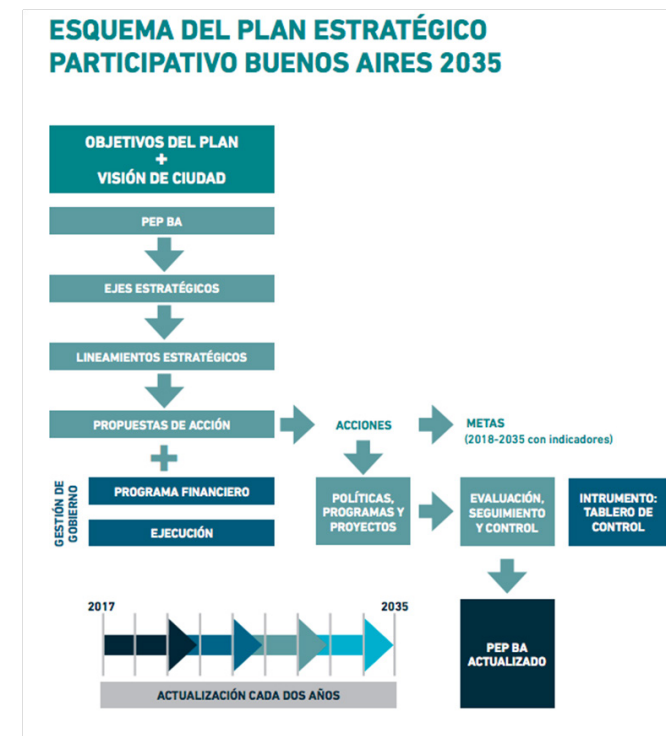 ESQUEMA DEL PLAN ESTRATÉGICO
PARTICIPATIVO BUENOS AIRES 2035
OBJETIVOS DEL PLAN
+
VISIÓN DE CIUDAD
PEP BA
EJES ESTRATÉGICOS
LINEAMIENTOS ESTRATÉGICOS
PROPUESTAS DE ACCIÓN
ACCIONES
METAS
(2018-2035 con indicadores)
GESTIÓN DE
GOBIERNO
PROGRAMA FINANCIERO
EJECUCIÓN
POLÍTICAS,
PROGRAMAS Y
PROYECTOS
EVALUACIÓN,
SEGUIMIENTO
Y CONTROL
INTRUMENTO:
TABLERO DE
CONTROL
2017
2035
ACTUALIZACIÓN CADA DOS AÑOS
PEP BA
ACTUALIZADO